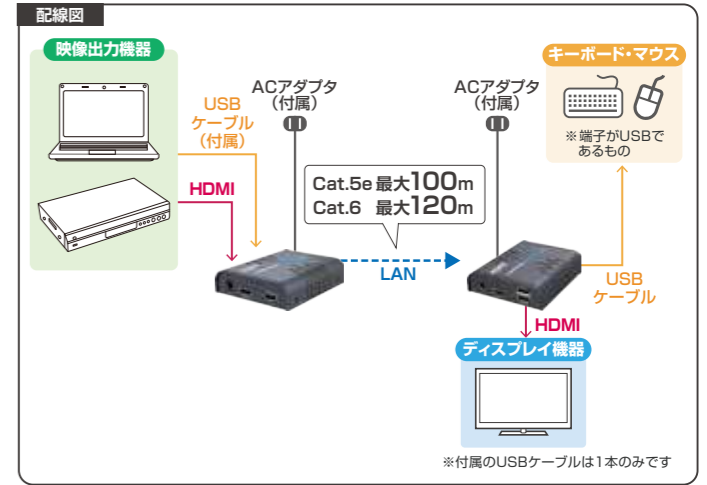 配線図
映像出力機器
USB
ケーブル
（付属）
HDMI
ACアダプタ
（付属）
Cat.5e 最大100m
Cat.6 最大120m
LAN
ACアダプタ
（付属）
キーボード・マウス
※端子がUSBで
あるもの
USB
ケーブル
HDMI
ディスプレイ機器
※付属のUSBケーブルは1本のみです